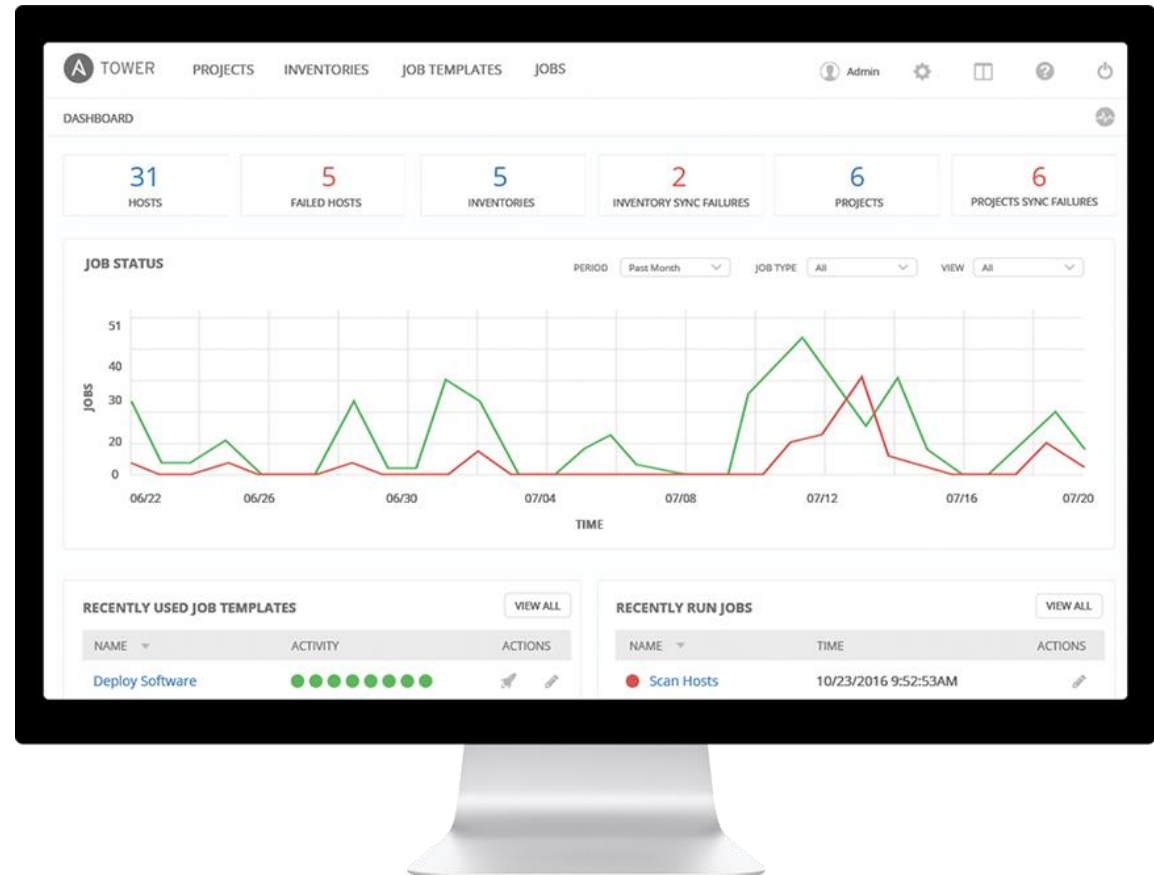 A TOWER PROJECTS INVENTORIES JOB TEMPLATES JOBS Admin ?
DASHBOARD
31 5 5 2 6 6
HOSTS FAILED HOSTS INVENTORIES INVENTORY SYNC FAILURES PROJECTS PROJECTS SYNC FAILURES
JOB STATUS PERIOD Past Month JOB TYPE All VIEW All
51
40
30
20
0
JOBS
06/22 06/26 06/30 07/04 07/08 07/12 07/16 07/20
TIME
RECENTLY USED JOB TEMPLATES VIEW ALL RECENTLY RUN JOBS VIEW ALL
NAME ACTIVITY ACTIONS NAME TIME ACTIONS
Deploy Software Scan Hosts 10/23/2016 9:52:53AM